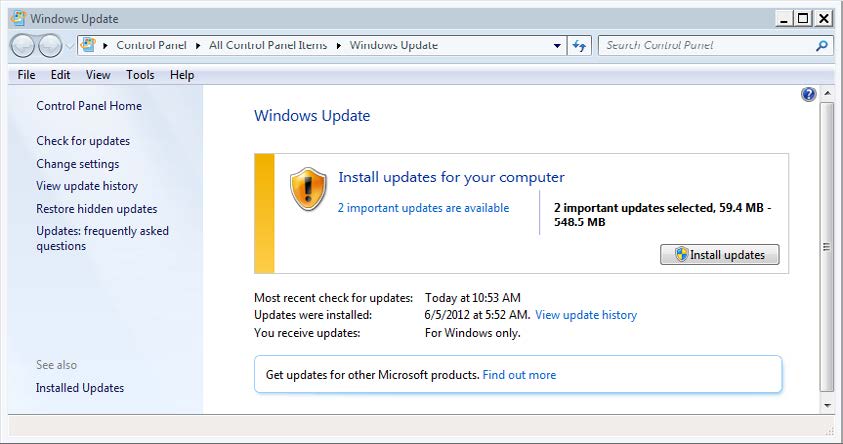 Windows Update
Control Panel All Control Panel Items Windows Update Search Control Panel
File Edit View Tools Help
Control Panel Home
Check for updates
Change settings
View update history
Restore hidden updates
Updates: frequently asked
questions
See also
Installed Updates
Windows Update
Install updates for your computer
2 important updates are available
2 important updates selected, 59.4 MB -
548.5 MB
Install updates
Most recent check for updates: Today at 10:53 AM
Updates were installed: 6/5/2012 at 5:52 AM. View update history
You receive updates: For Windows only.
Get updates for other Microsoft products. Find out more